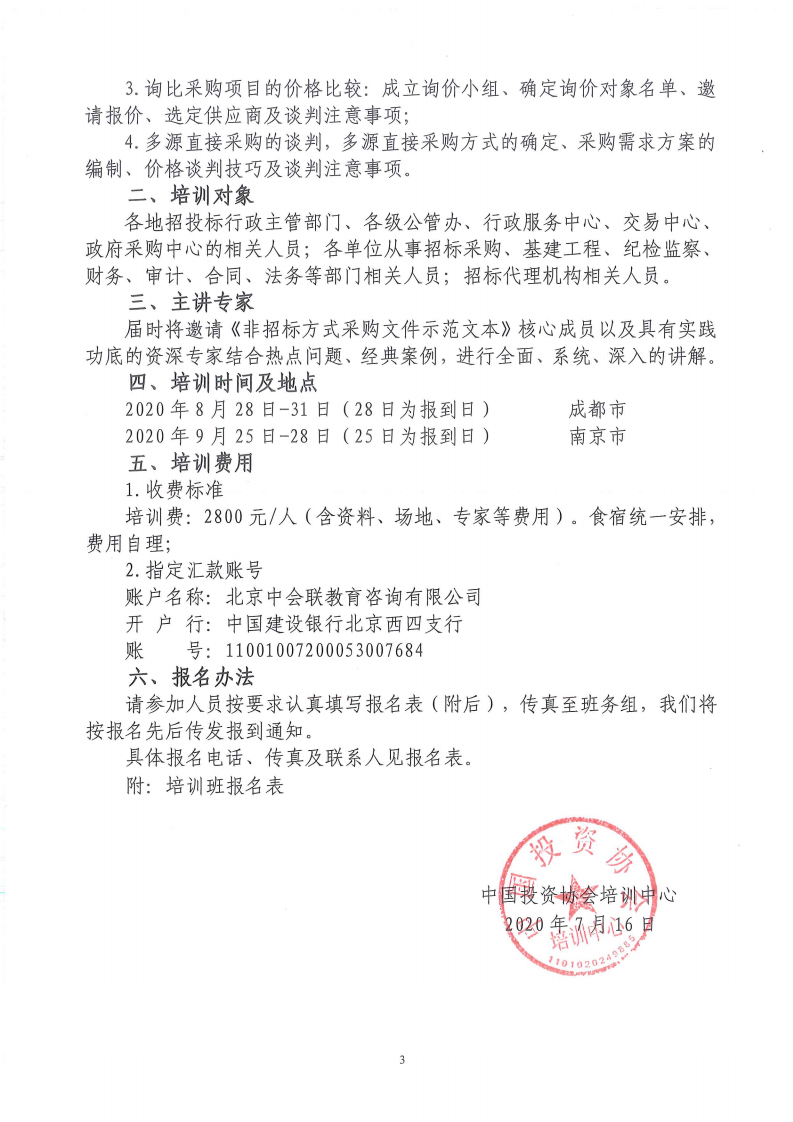 3.询比采购项目的价格比较：成立询价小组、确定询价对象名单、邀
请报价、选定供应商及谈判注意事项；
4.多源直接采购的谈判，多源直接采购方式的确定、采购需求方案的
编制、价格谈判技巧及谈判注意事项。
二、培训对象
各地招投标行政主管部门、各级公管办、行政服务中心、交易中心、
政府采购中心的相关人员；各单位从事招标采购、基建工程、纪检监察、
财务、审计、合同、法务等部门相关人员；招标代理机构相关人员。
三、主讲专家
届时将邀请《非招标方式采购文件示范文本》核心成员以及具有实践
功底的资深专家结合热点问题、经典案例，进行全面、系统、深入的讲解。
四、培训时间及地点
2020年8月28日-31日（28日为报到日） 成都市
2020年9月25日-28日（25日为报到日） 南京市
五、培训费用
1.收费标准
培训费：2800元/人（含资料、场地、专家等费用）。食宿统一安排，
费用自理；
2.指定汇款账号
账户名称：北京中会联教育咨询有限公司
开 户 行：中国建设银行北京西四支行
账 号：11001007200053007684
六、报名办法
请参加人员按要求认真填写报名表（附后），传真至班务组，我们将
按报名先后传发报到通知。
具体报名电话、传真及联系人见报名表。
附：培训班报名表
中国投资协会
中国投资协会培训中心
2020年7月16日
培训中心
1101020249885
3